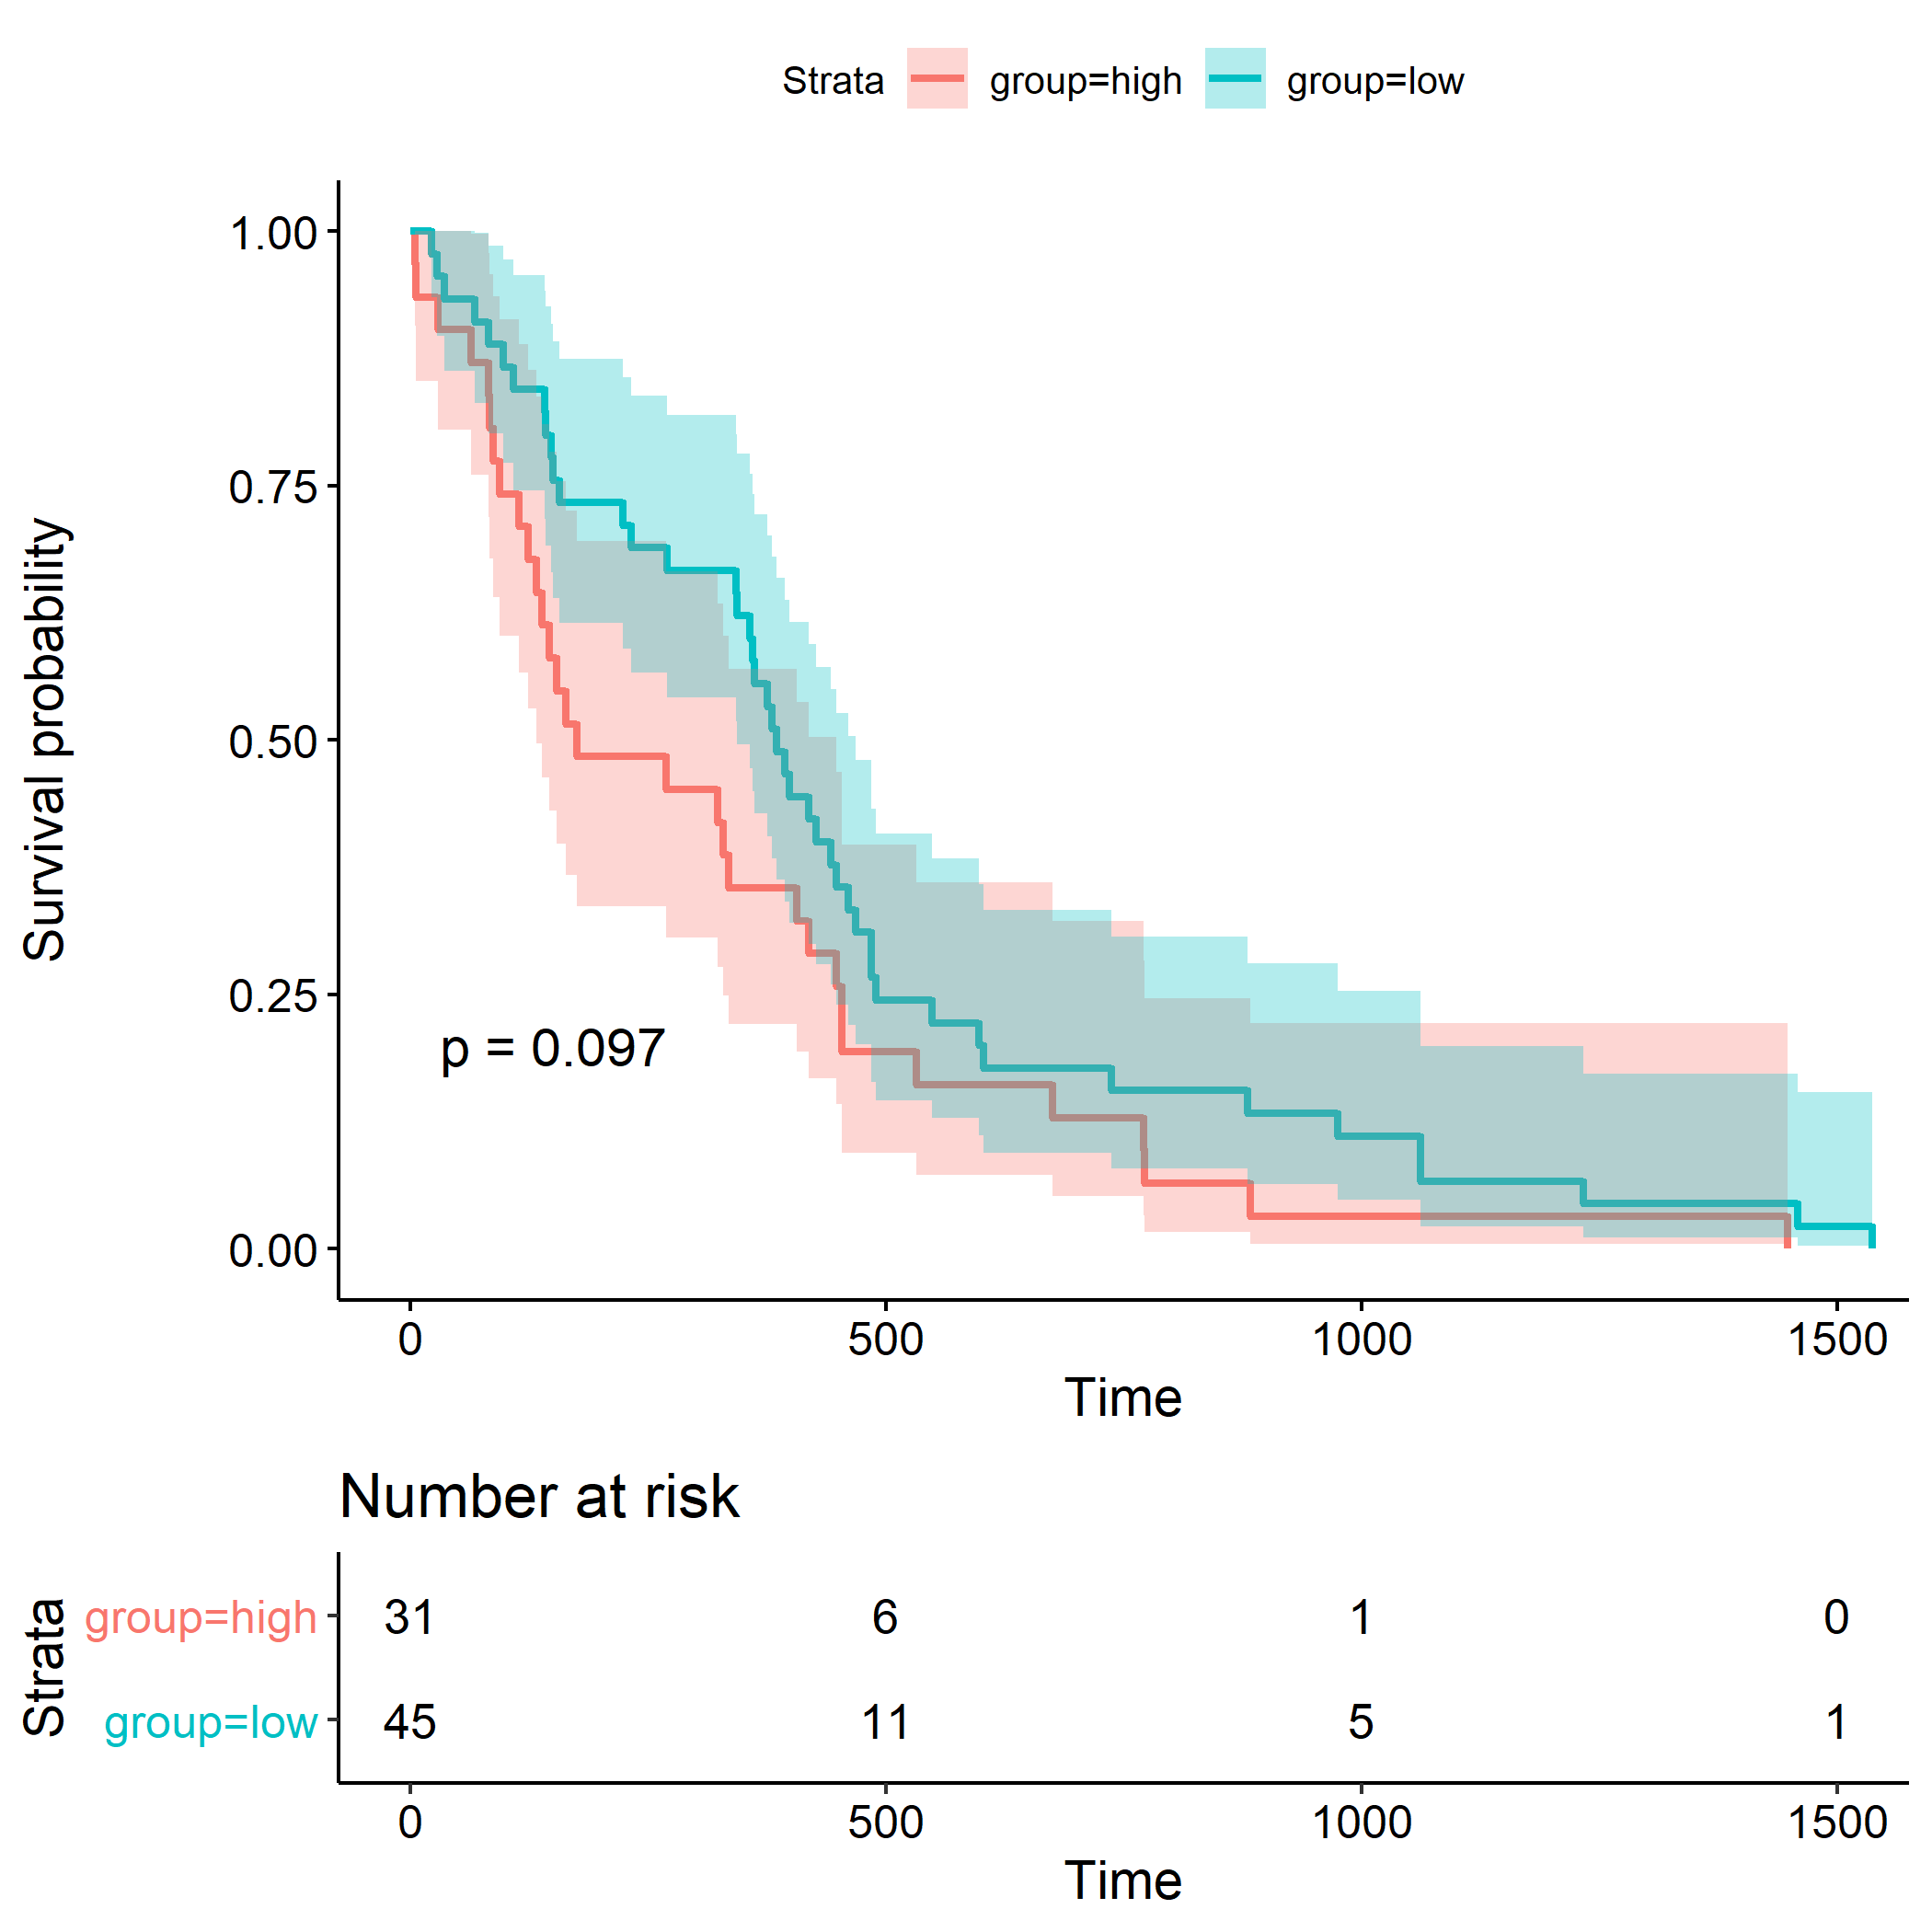 Strata group=high group=low
Survival probability
1.00
0.75
0.50
0.25
0.00
p = 0.097
0 500 1000 1500
Time
Number at risk
Strata
group=high 31 6 1 0
group=low 45 11 5 1
0 500 1000 1500
Time